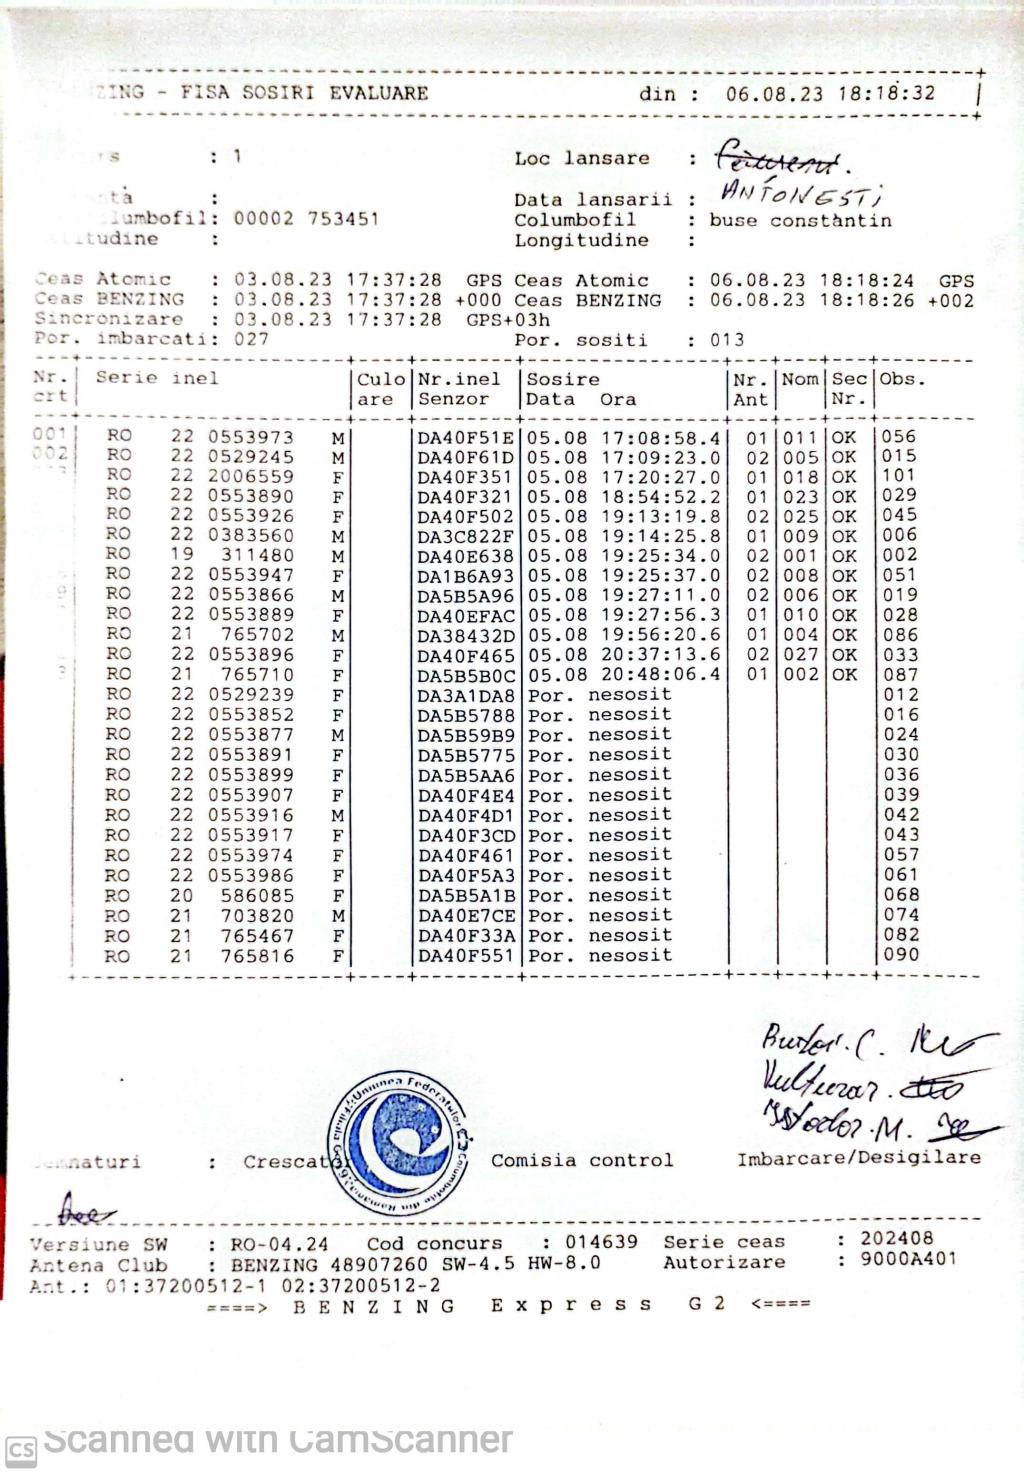 ZING - FISA SOSIRI EVALUARE din : 06.08.23 18:18:32
: 1 Loc lansare :
: Data lansarii : ANTONESTI
lumbofil: 00002 753451 Columbofil : buse constantin
tudine : Longitudine :
Ceas Atomic : 03.08.23 17:37:28 GPS Ceas Atomic : 06.08.23 18:18:24 GPS
Ceas BENZING : 03.08.23 17:37:28 +000 Ceas BENZING : 06.08.23 18:18:26 +002
Sincronizare : 03.08.23 17:37:28 GPS+03h
Por. imbarcati: 027 Por. sositi : 013
Nr. Serie inel Culo Nr.inel Sosire Nr. Nom Sec Obs.
crt are Senzor Data Ora Ant Nr.
001 RO 22 0553973 M DA40F51E 05.08 17:08:58.4 01 011 OK 056
002 RO 22 0529245 M DA40F61D 05.08 17:09:23.0 02 005 OK 015
RO 22 2006559 F DA40F351 05.08 17:20:27.0 01 018 OK 101
RO 22 0553890 F DA40F321 05.08 18:54:52.2 01 023 OK 029
RO 22 0553926 F DA40F502 05.08 19:13:19.8 02 025 OK 045
RO 22 0383560 M DA3C822F 05.08 19:14:25.8 01 009 OK 006
RO 19 311480 M DA40E638 05.08 19:25:34.0 02 001 OK 002
RO 22 0553947 F DA1B6A93 05.08 19:25:37.0 02 008 OK 051
RO 22 0553866 M DA5B5A96 05.08 19:27:11.0 02 006 OK 019
RO 22 0553889 F DA40EFAC 05.08 19:27:56.3 01 010 OK 028
RO 21 765702 M DA38432D 05.08 19:56:20.6 01 004 OK 086
RO 22 0553896 F DA40F465 05.08 20:37:13.6 02 027 OK 033
RO 21 765710 F DA5B5B0C 05.08 20:48:06.4 01 002 OK 087
RO 22 0529239 F DA3A1DA8 Por. nesosit 012
RO 22 0553852 F DA5B5788 Por. nesosit 016
RO 22 0553877 M DA5B59B9 Por. nesosit 024
RO 22 0553891 F DA5B5775 Por. nesosit 030
RO 22 0553899 F DA5B5AA6 Por. nesosit 036
RO 22 0553907 F DA40F4E4 Por. nesosit 039
RO 22 0553916 M DA40F4D1 Por. nesosit 042
RO 22 0553917 F DA40F3CD Por. nesosit 043
RO 22 0553974 F DA40F461 Por. nesosit 057
RO 22 0553986 F DA40F5A3 Por. nesosit 061
RO 20 586085 F DA5B5A1B Por. nesosit 068
RO 21 703820 M DA40E7CE Por. nesosit 074
RO 21 765467 F DA40F33A Por. nesosit 082
RO 21 765816 F DA40F551 Por. nesosit 090
Vulturar.
Uniunea Federatiilor Columbofile din Romania
naturi : Crescator Comisia control Imbarcare/Desigilare
Versiune SW : RO-04.24 Cod concurs : 014639 Serie ceas : 202408
Antena Club : BENZING 48907260 SW-4.5 HW-8.0 Autorizare : 9000A401
Ant.: 01:37200512-1 02:37200512-2
====> BENZING Express G2 <====
CS Scanned with CamScanner